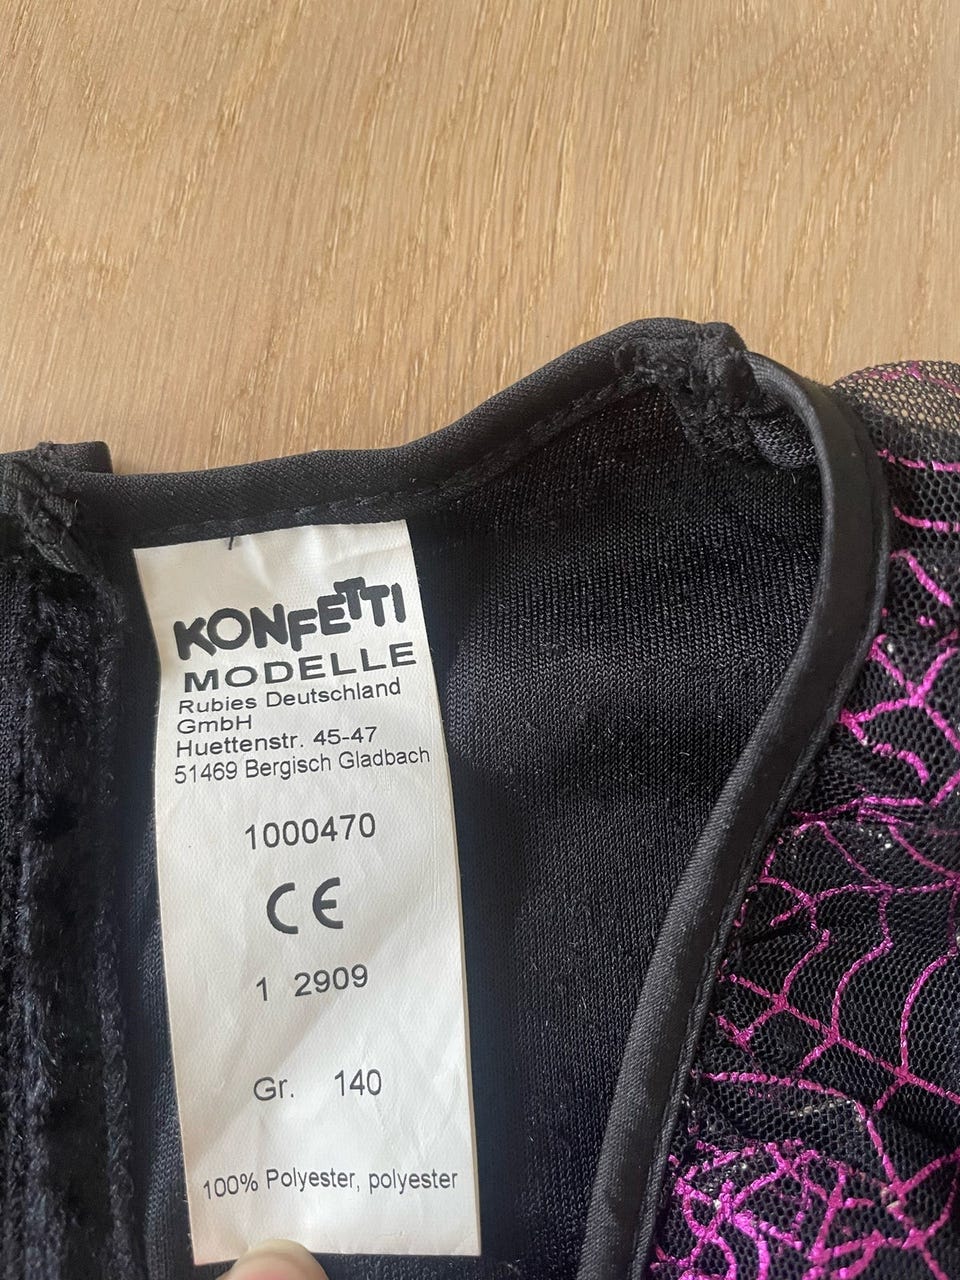 KONFETTI
MODELLE
Rubies Deutschland
GmbH
Huettenstr. 45-47
51469 Bergisch Gladbach
1000470
CE
1 2909
Gr. 140
100% Polyester, polyester